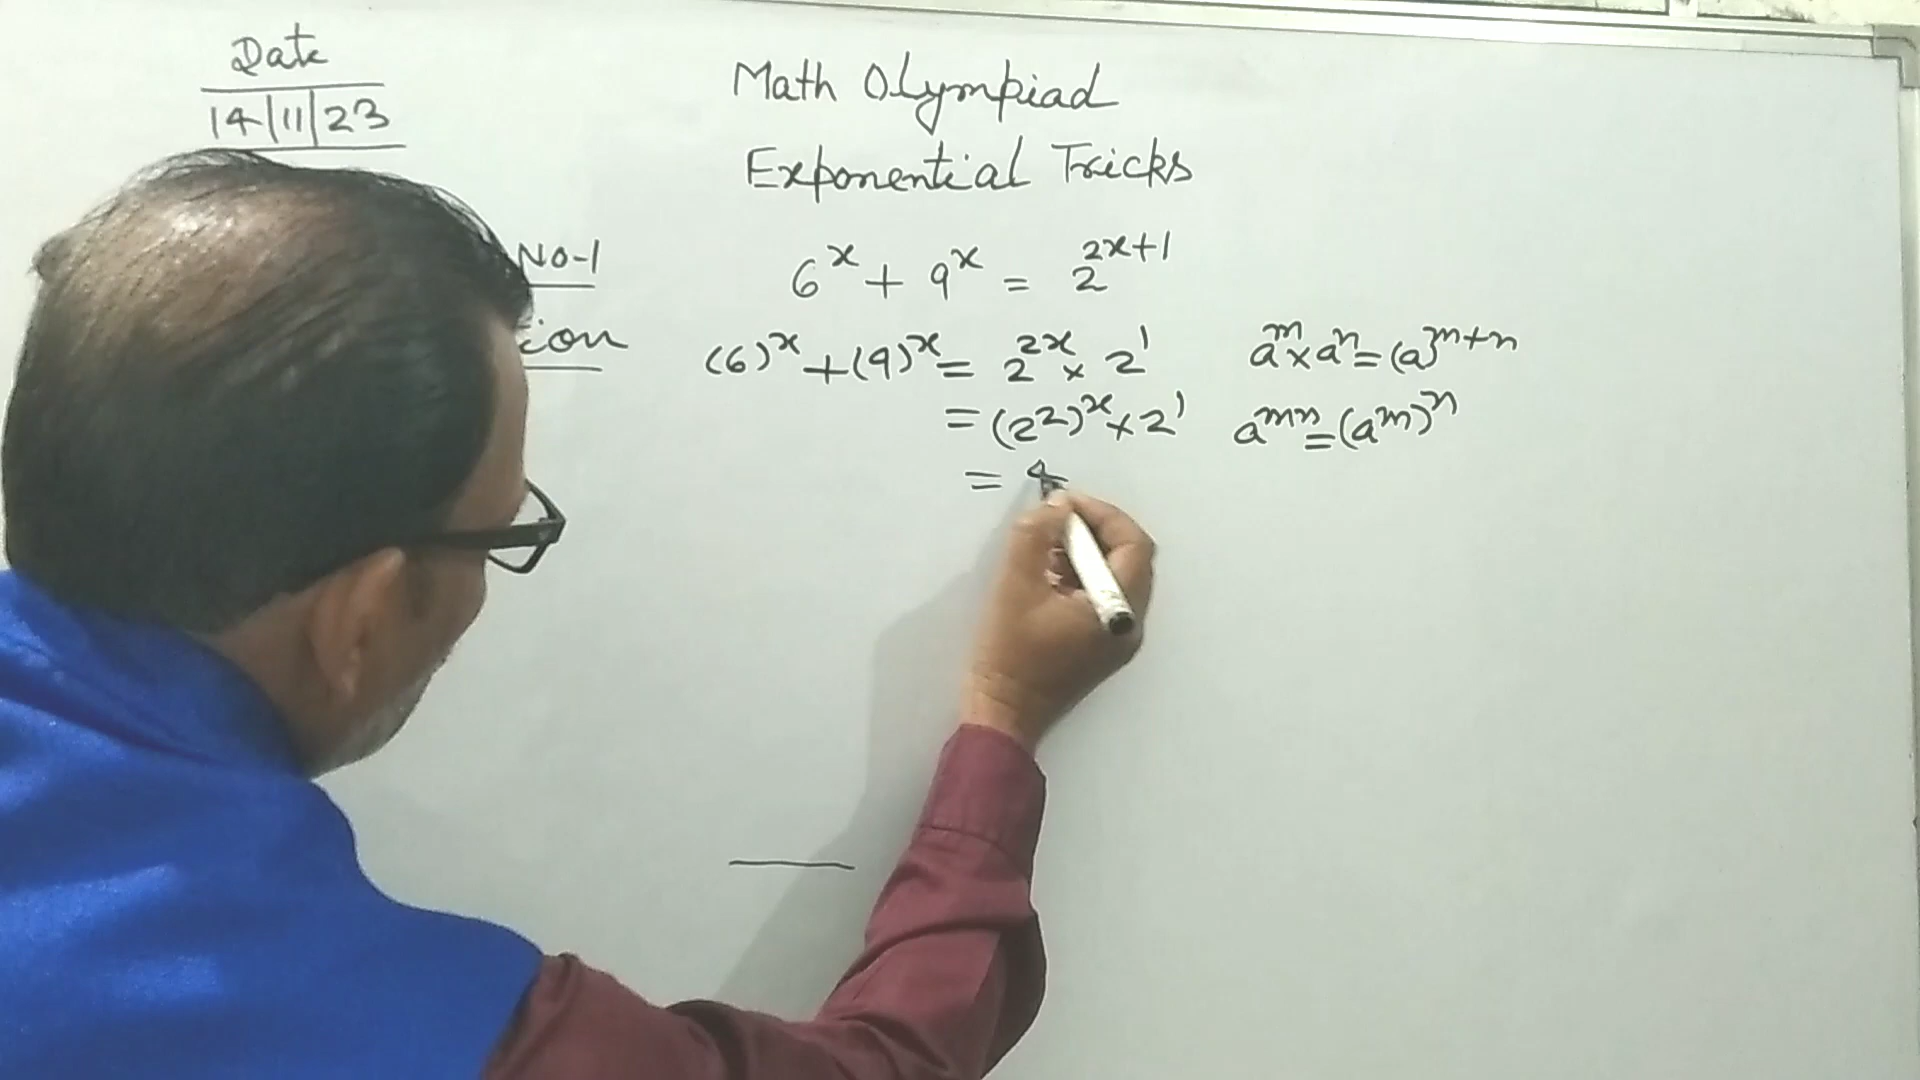 Date
14/11/23
Math Olympiad
Exponential Tricks
No-1
6^x + 9^x = 2^{2x+1}
(6)^x + (9)^x = 2^{2x} × 2^1 a^m × a^n = (a)^{m+n}
= (2^2)^x × 2^1 a^{mn} = (a^m)^n
= 4